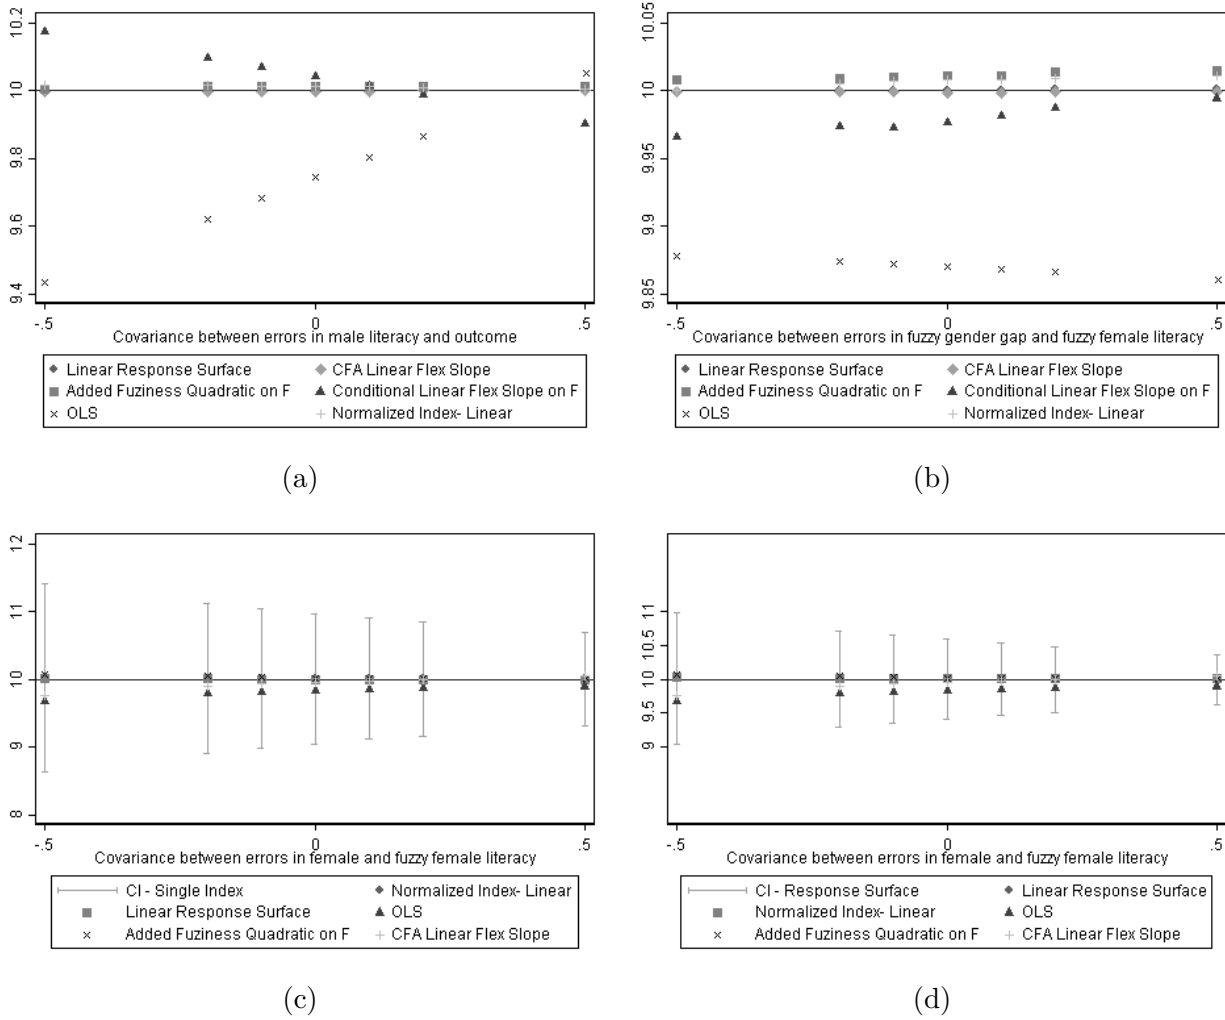 10.2
10
9.8
9.6
9.4
-.5
0
.5
Covariance between errors in male literacy and outcome
Linear Response Surface
CFA Linear Flex Slope
Added Fuziness Quadratic on F
Conditional Linear Flex Slope on F
OLS
Normalized Index- Linear
(a)
10.05
10
9.95
9.9
9.85
-.5
0
.5
Covariance between errors in fuzzy gender gap and fuzzy female literacy
Linear Response Surface
CFA Linear Flex Slope
Added Fuziness Quadratic on F
Conditional Linear Flex Slope on F
OLS
Normalized Index- Linear
(b)
12
11
10
9
8
-.5
0
.5
Covariance between errors in female and fuzzy female literacy
CI - Single Index
Normalized Index- Linear
Linear Response Surface
OLS
Added Fuziness Quadratic on F
CFA Linear Flex Slope
(c)
11
10.5
10
9.5
9
-.5
0
.5
Covariance between errors in female and fuzzy female literacy
CI - Response Surface
Linear Response Surface
Normalized Index- Linear
OLS
Added Fuziness Quadratic on F
CFA Linear Flex Slope
(d)